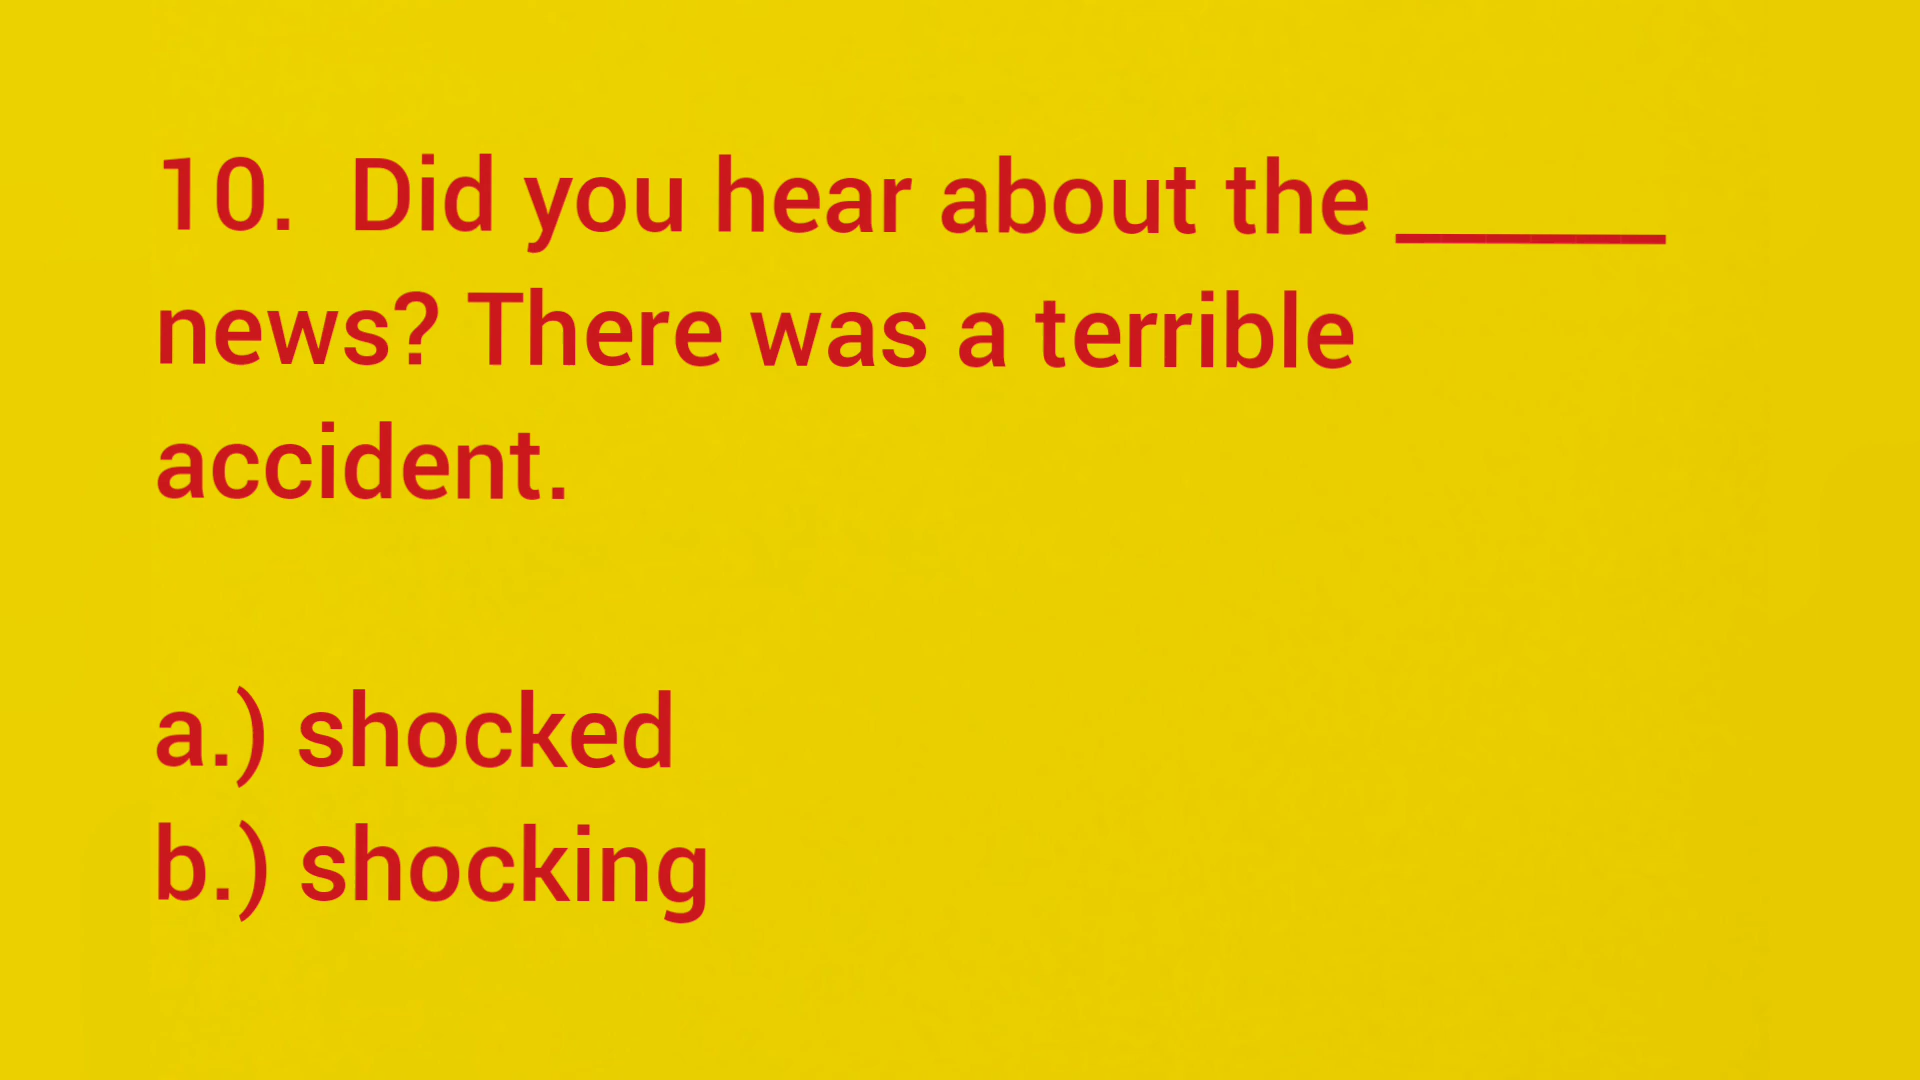 10. Did you hear about the ______
news? There was a terrible
accident.
a.) shocked
b.) shocking